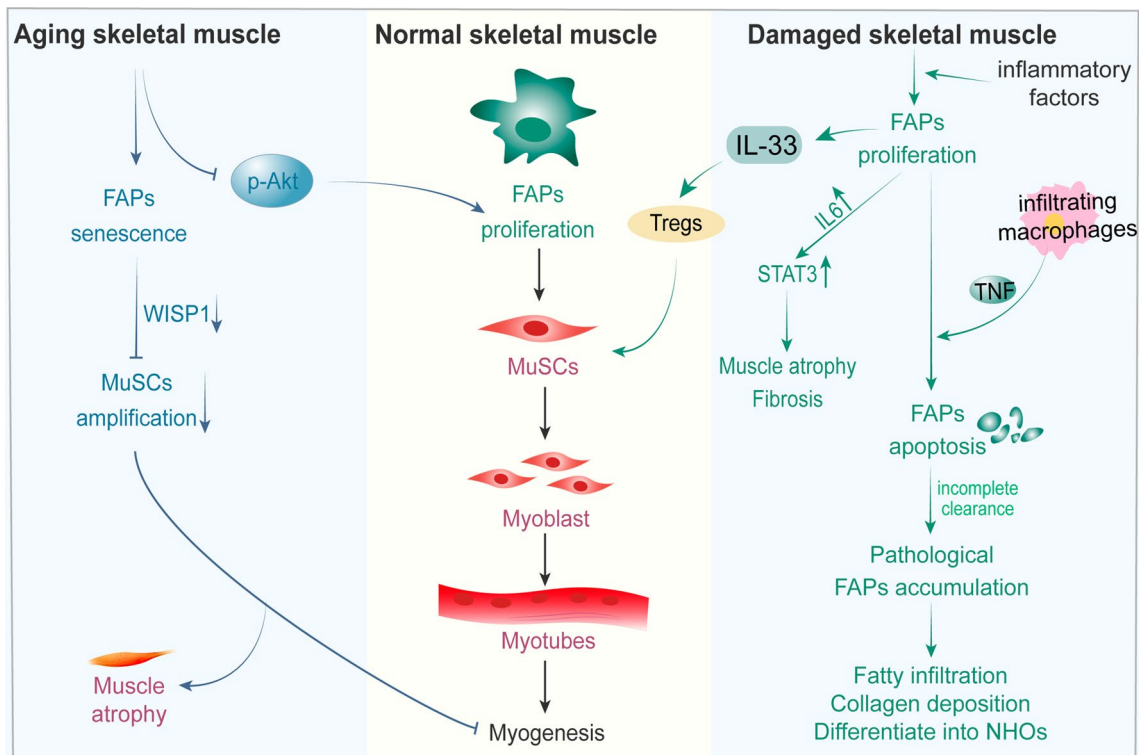 Aging skeletal muscle
FAPs
senescence
p-Akt
WISP1
MuSCs
amplification
Muscle
atrophy
Normal skeletal muscle
FAPs
proliferation
MuSCs
Myoblast
Myotubes
Myogenesis
Damaged skeletal muscle
inflammatory
factors
FAPs
proliferation
IL-33
Tregs
IL6↑
STAT3↑
Muscle atrophy
Fibrosis
infiltrating
macrophages
TNF
FAPs
apoptosis
incomplete
clearance
Pathological
FAPs accumulation
Fatty infiltration
Collagen deposition
Differentiate into NHOs